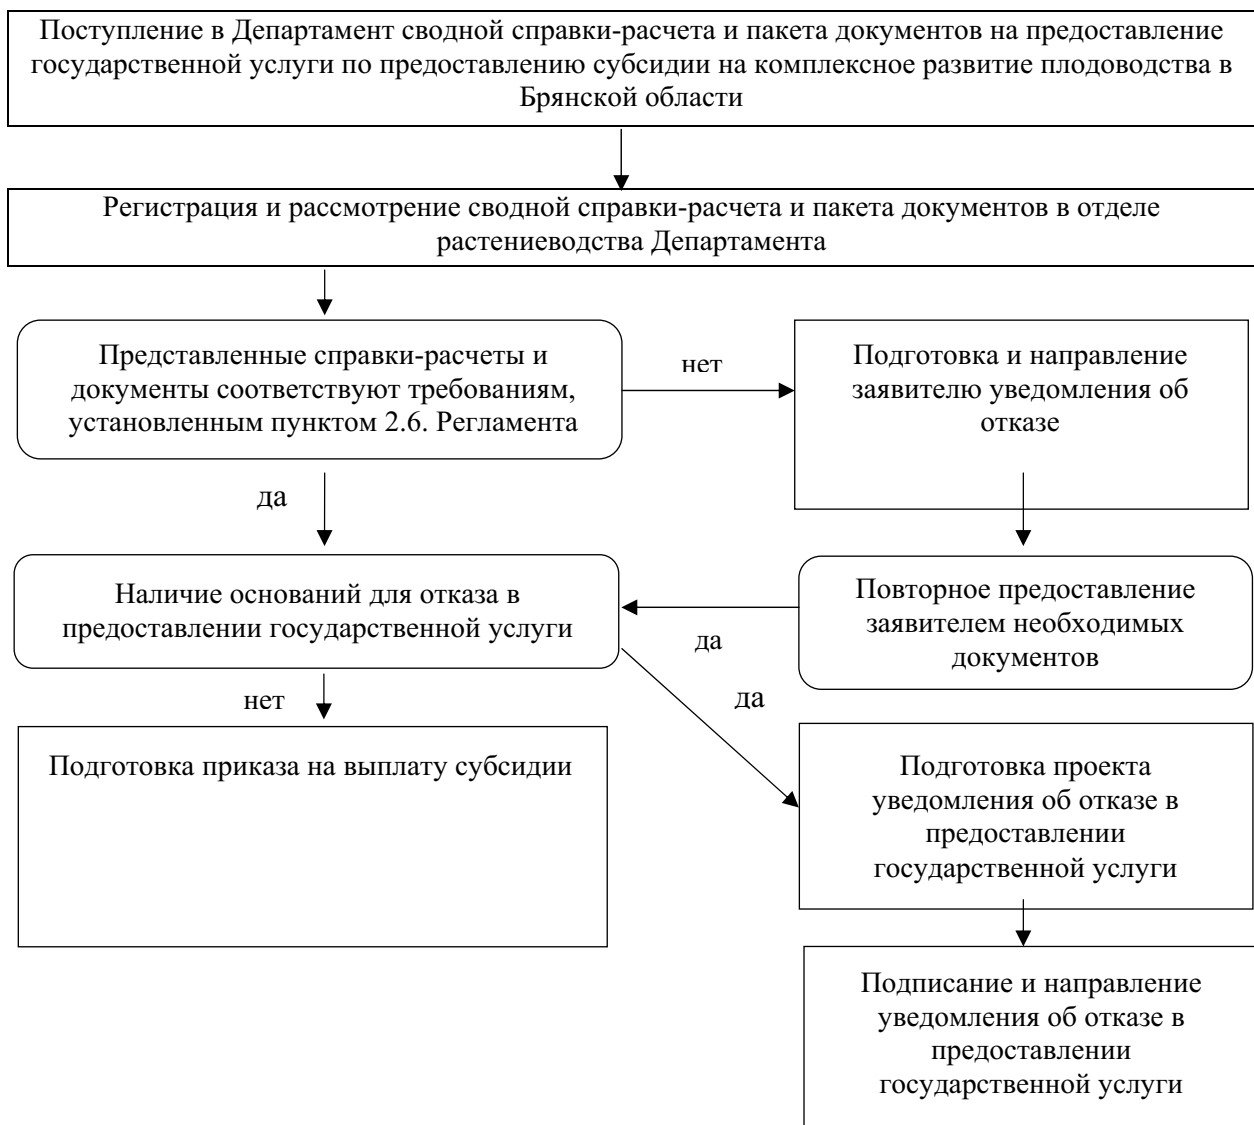 Поступление в Департамент сводной справки-расчета и пакета документов на предоставление
государственной услуги по предоставлению субсидии на комплексное развитие плодоводства в
Брянской области
Регистрация и рассмотрение сводной справки-расчета и пакета документов в отделе
растениеводства Департамента
Представленные справки-расчеты и
документы соответствуют требованиям,
установленным пунктом 2.6. Регламента
нет
Подготовка и направление
заявителю уведомления об
отказе
да
Наличие оснований для отказа в
предоставлении государственной услуги
да
Повторное предоставление
заявителем необходимых
документов
нет
да
Подготовка приказа на выплату субсидии
Подготовка проекта
уведомления об отказе в
предоставлении
государственной услуги
Подписание и направление
уведомления об отказе в
предоставлении
государственной услуги